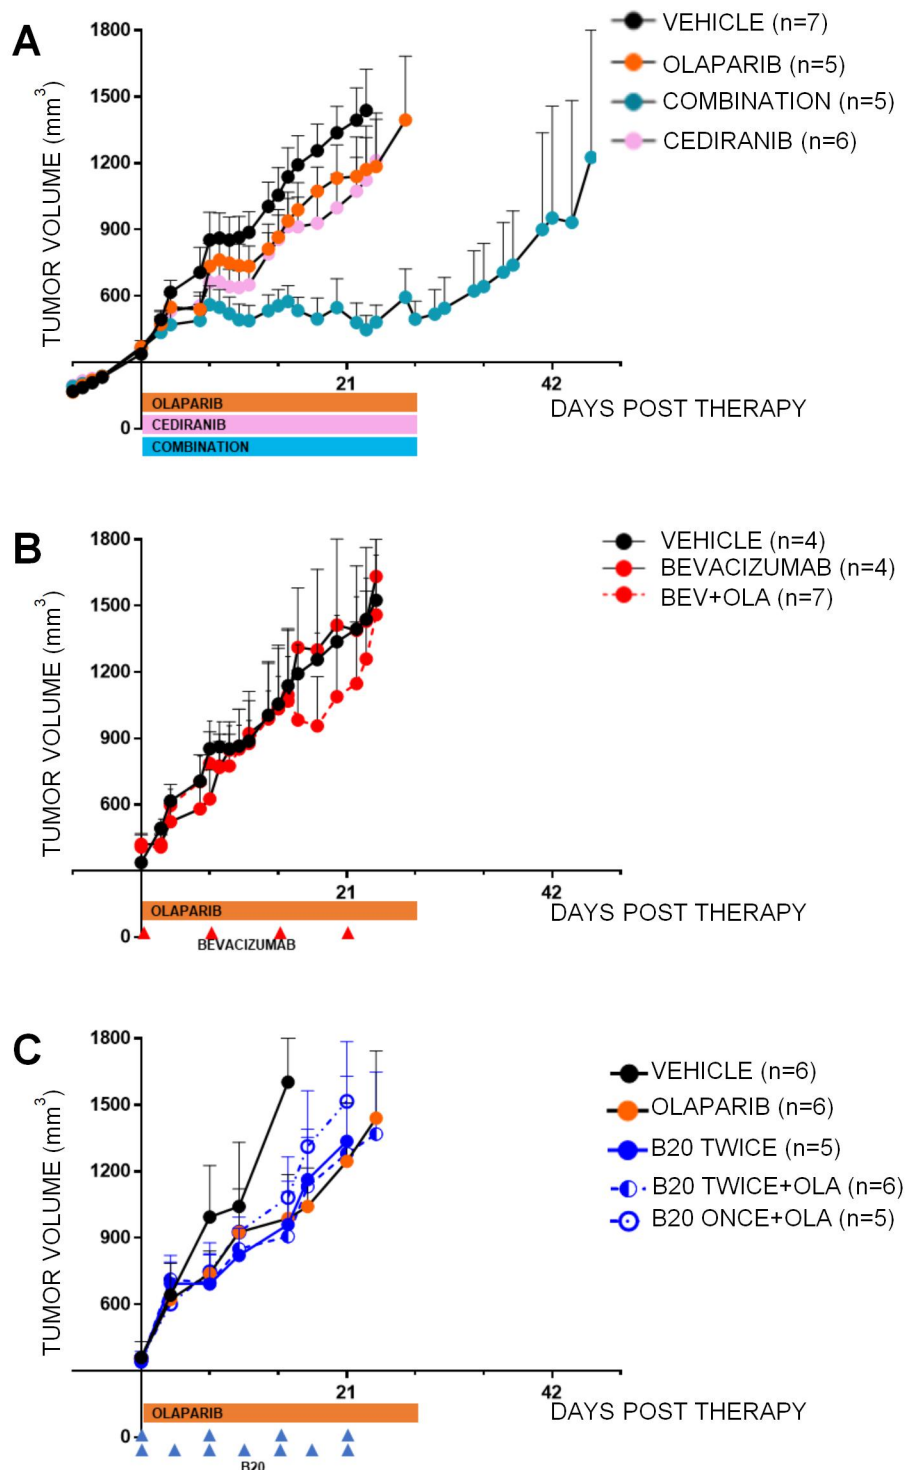 A
1800
VEHICLE (n=7)
OLAPARIB (n=5)
COMBINATION (n=5)
CEDIRANIB (n=6)
TUMOR VOLUME (mm3)
1500
1200
900
600
21
42
OLAPARIB
DAYS POST THERAPY
CEDIRANIB
0
COMBINATION
B
1800
VEHICLE (n=4)
BEVACIZUMAB (n=4)
BEV+OLA (n=7)
TUMOR VOLUME (mm3)
1500
1200
900
600
21
42
OLAPARIB
DAYS POST THERAPY
0
BEVACIZUMAB
C
1800
VEHICLE (n=6)
OLAPARIB (n=6)
B20 TWICE (n=5)
B20 TWICE+OLA (n=6)
B20 ONCE+OLA (n=5)
TUMOR VOLUME (mm3)
1500
1200
900
600
21
42
OLAPARIB
DAYS POST THERAPY
0
B20